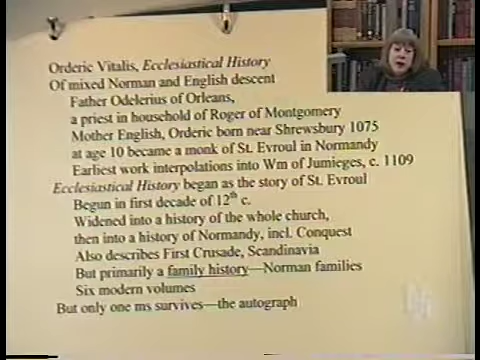 Orderic Vitalis, Ecclesiastical History
Of mixed Norman and English descent
Father Odelerius of Orleans,
a priest in household of Roger of Montgomery
Mother English, Orderic born near Shrewsbury 1075
at age 10 became a monk of St. Evroul in Normandy
Earliest work interpolations into Wm of Jumieges, c. 1109
Ecclesiastical History began as the story of St. Evroul
Begun in first decade of 12th c.
Widened into a history of the whole church,
then into a history of Normandy, incl. Conquest
Also describes First Crusade, Scandinavia
But primarily a family history—Norman families
Six modern volumes
But only one ms survives—the autograph